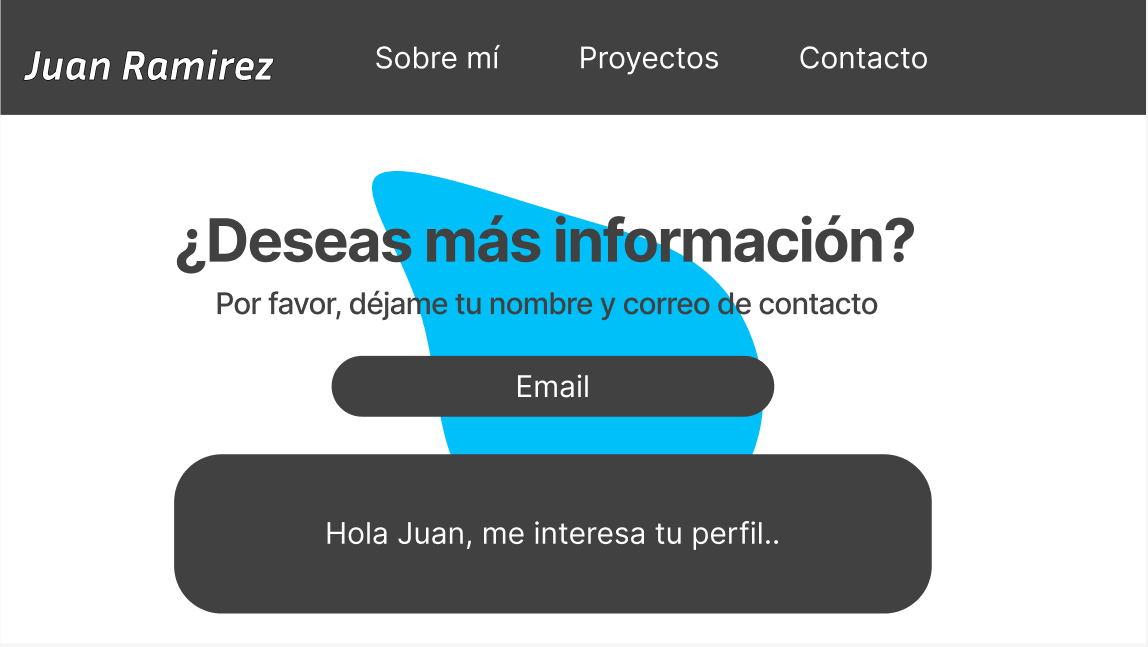 Juan Ramirez
Sobre mí
Proyectos
Contacto
¿Deseas más información?
Por favor, déjame tu nombre y correo de contacto
Email
Hola Juan, me interesa tu perfil..